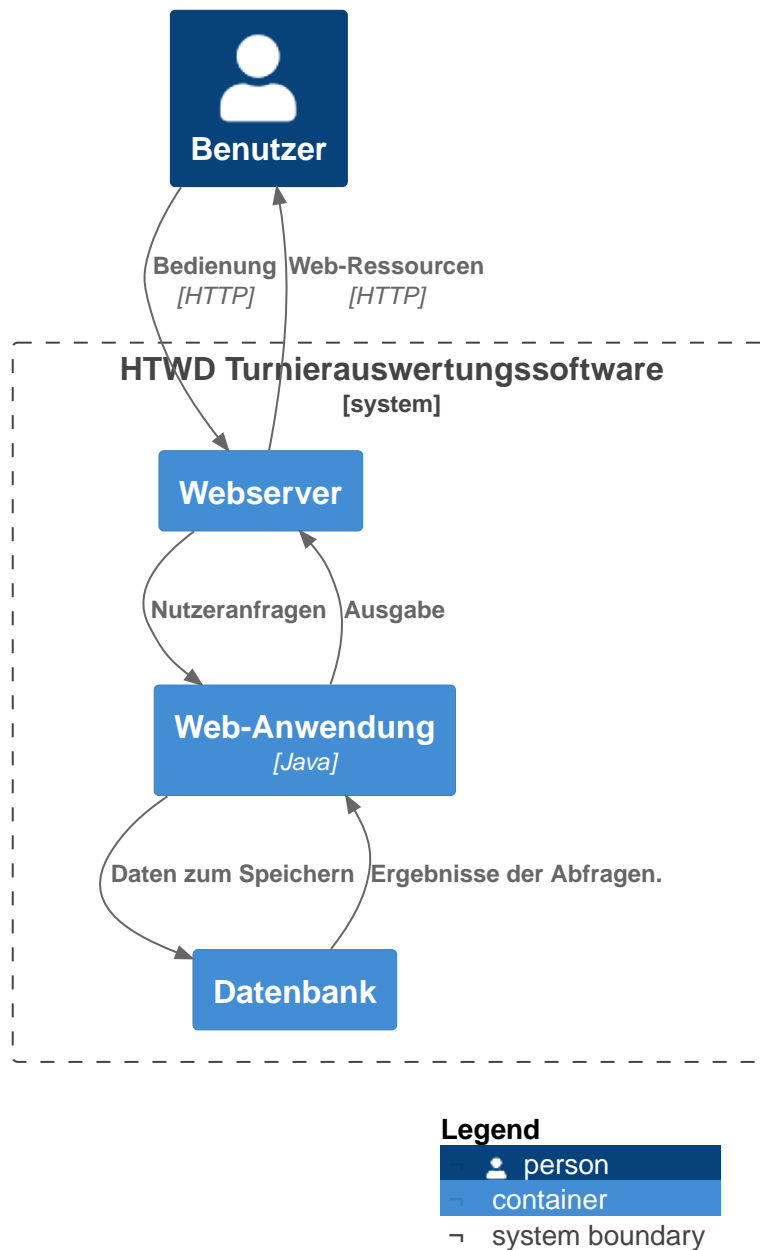 Benutzer
Bedienung
[HTTP]
Web-Ressourcen
[HTTP]
HTWD Turnierauswertungssoftware
[system]
Webserver
Nutzeranfragen
Ausgabe
Web-Anwendung
[Java]
Daten zum Speichern
Ergebnisse der Abfragen.
Datenbank
Legend
¬ person
¬ container
¬ system boundary